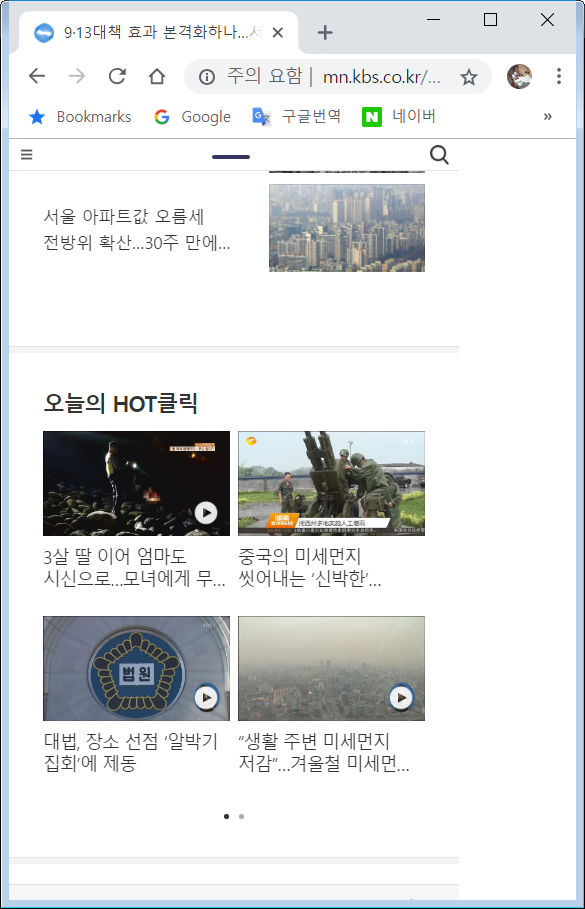 9·13대책 효과 본격화하나...서
주의 요함 | mn.kbs.co.kr/...
Bookmarks Google 구글번역 네이버 »
서울 아파트값 오름세
전방위 확산...30주 만에...
오늘의 HOT클릭
3살 딸 이어 엄마도
시신으로...모녀에게 무...
중국의 미세먼지
씻어내는 ‘신박한’...
법원
대법, 장소 선점 ‘알박기
집회’에 제동
“생활 주변 미세먼지
저감”...겨울철 미세먼...